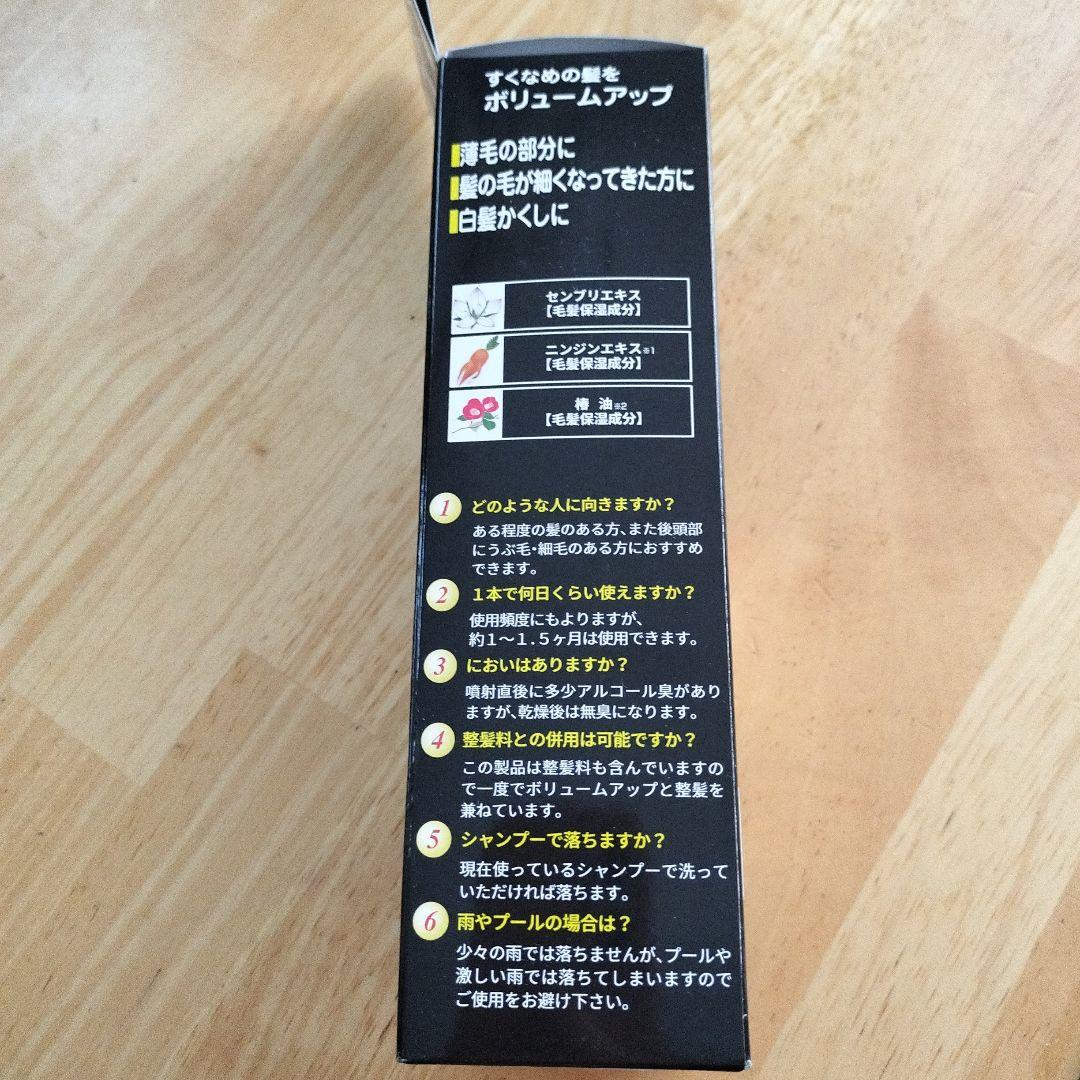 すくなめの髪を
ボリュームアップ
薄毛の部分に
髪の毛が細くなってきた方に
白髪かくしに
センブリエキス
【毛髪保湿成分】
ニンジンエキス※1
【毛髪保湿成分】
椿 油※2
【毛髪保湿成分】
1 どのような人に向きますか？
ある程度の髪のある方、また後頭部
にうぶ毛・細毛のある方におすすめ
できます。
2 1本で何日くらい使えますか？
使用頻度にもよりますが、
約1〜1.5ヶ月は使用できます。
3 においはありますか？
噴射直後に多少アルコール臭があり
ますが、乾燥後は無臭になります。
4 整髪料との併用は可能ですか？
この製品は整髪料も含んでいますの
で一度でボリュームアップと整髪を
兼ねています。
5 シャンプーで落ちますか？
現在使っているシャンプーで洗って
いただければ落ちます。
6 雨やプールの場合は？
少々の雨では落ちませんが、プールや
激しい雨では落ちてしまいますので
ご使用をお避け下さい。